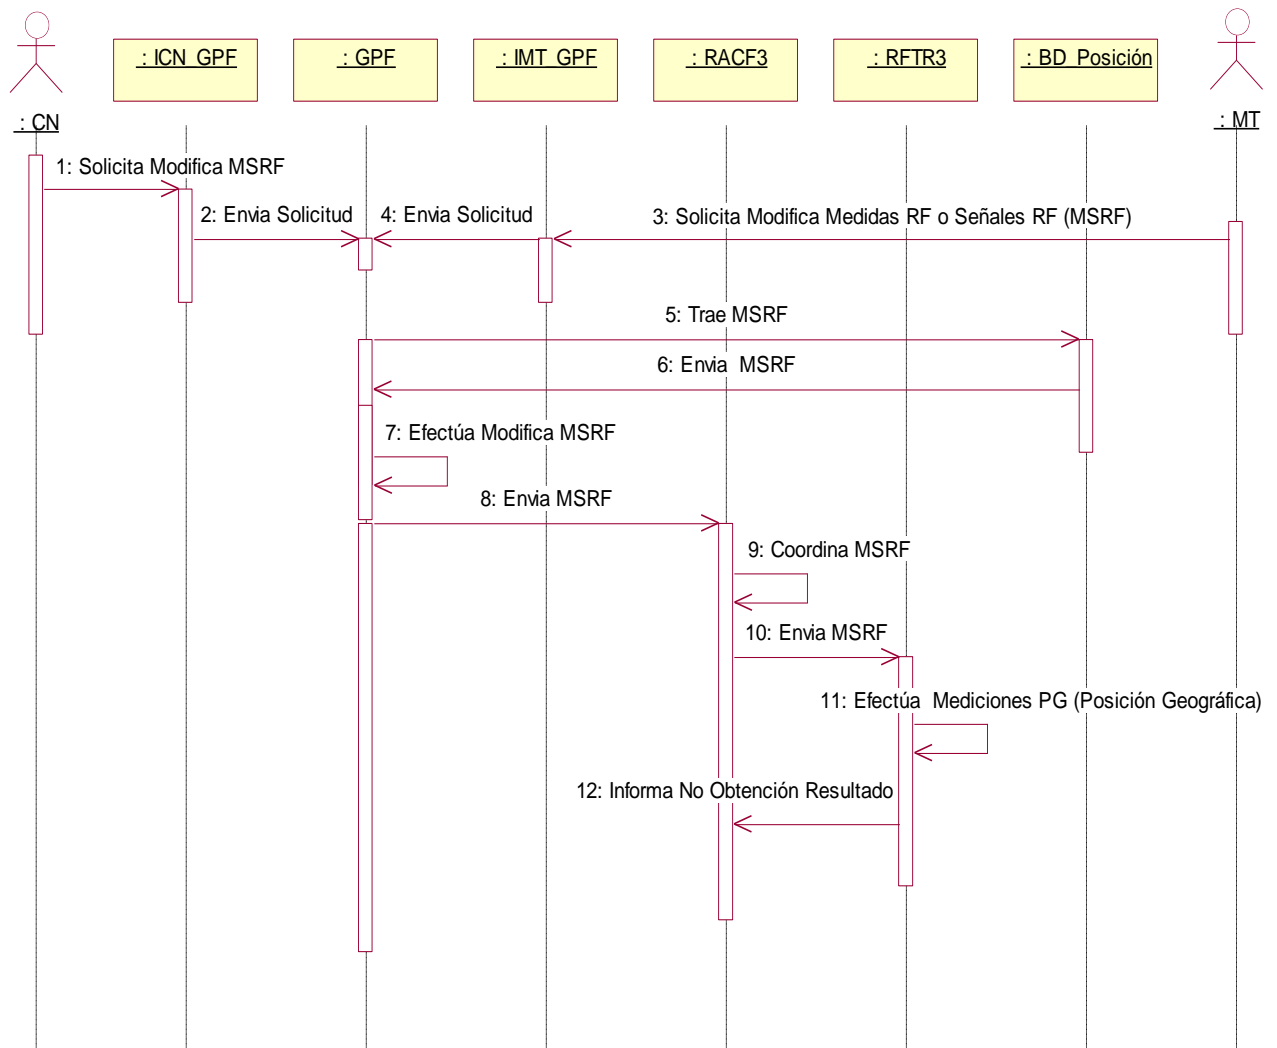 : ICN_GPF
: GPF
: IMT_GPF
: RACF3
: RFTR3
: BD_Posición
: CN
: MT
1: Solicita Modifica MSRF
2: Envia Solicitud
4: Envia Solicitud
3: Solicita Modifica Medidas RF o Señales RF (MSRF)
5: Trae MSRF
6: Envia  MSRF
7: Efectúa Modifica MSRF
8: Envia MSRF
9: Coordina MSRF
10: Envia MSRF
11: Efectúa  Mediciones PG (Posición Geográfica)
12: Informa No Obtención Resultado